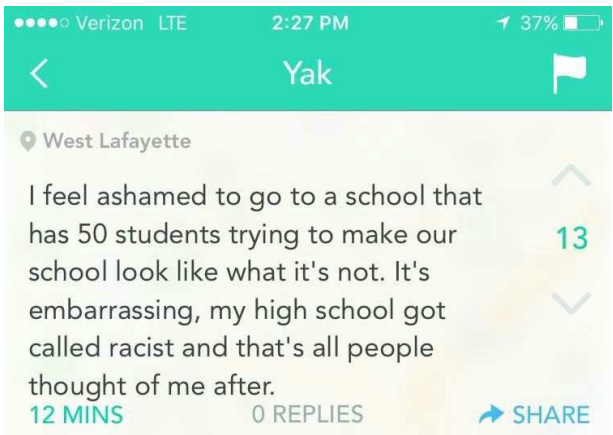 Verizon LTE 2:27 PM 37%
Yak
West Lafayette
I feel ashamed to go to a school that
has 50 students trying to make our
school look like what it's not. It's
embarrassing, my high school got
called racist and that's all people
thought of me after.
13
12 MINS 0 REPLIES SHARE